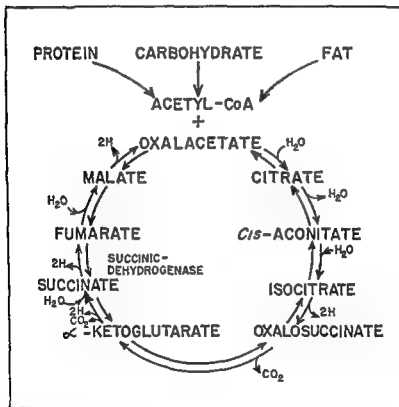 PROTEIN CARBOHYDRATE FAT
ACETYL-CoA
+
OXALACETATE
2H
H₂O
MALATE
CITRATE
H₂O
H₂O
FUMARATE
Cis-ACONITATE
H₂O
2H
SUCCINIC-
DEHYDROGENASE
SUCCINATE
ISOCITRATE
H₂O
2H
CO₂
2H
α-KETOGLUTARATE
OXALOSUCCINATE
CO₂